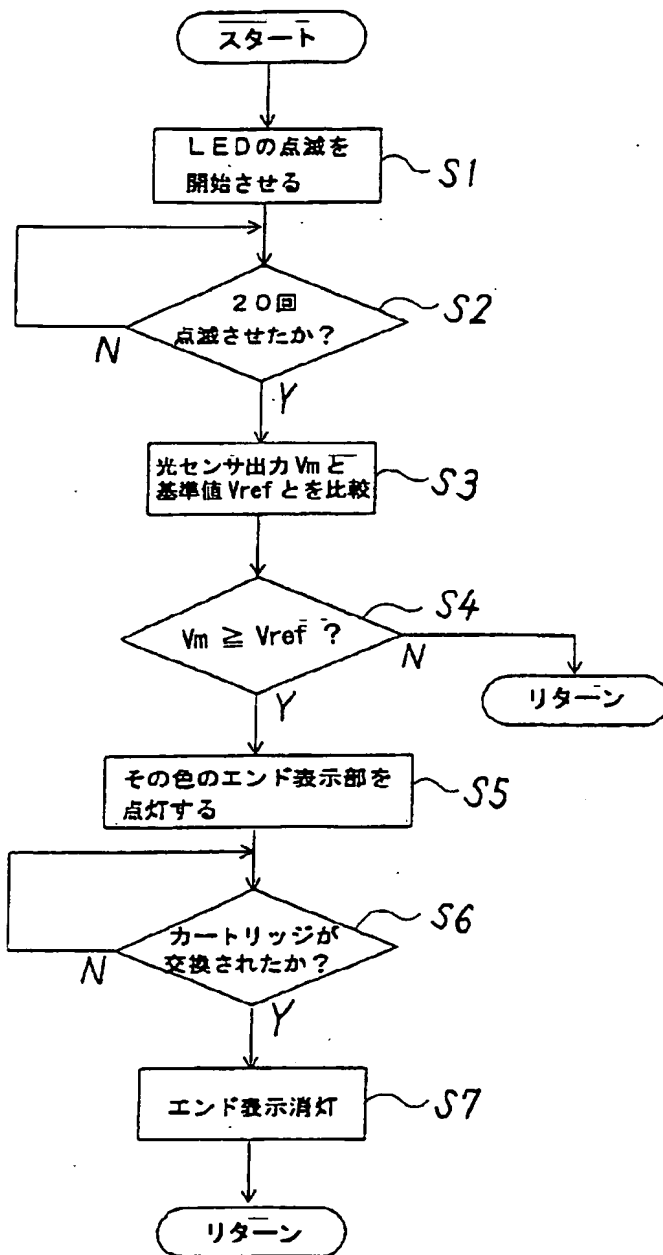 スタート
LEDの点滅を
開始させる
S1
20回
点滅させたか?
S2
N
Y
光センサ出力Vmと
基準値Vrefとを比較
S3
Vm ≧ Vref ?
S4
N
Y
リターン
その色のエンド表示部を
点灯する
S5
カートリッジが
交換されたか?
S6
N
Y
エンド表示消灯
S7
リターン